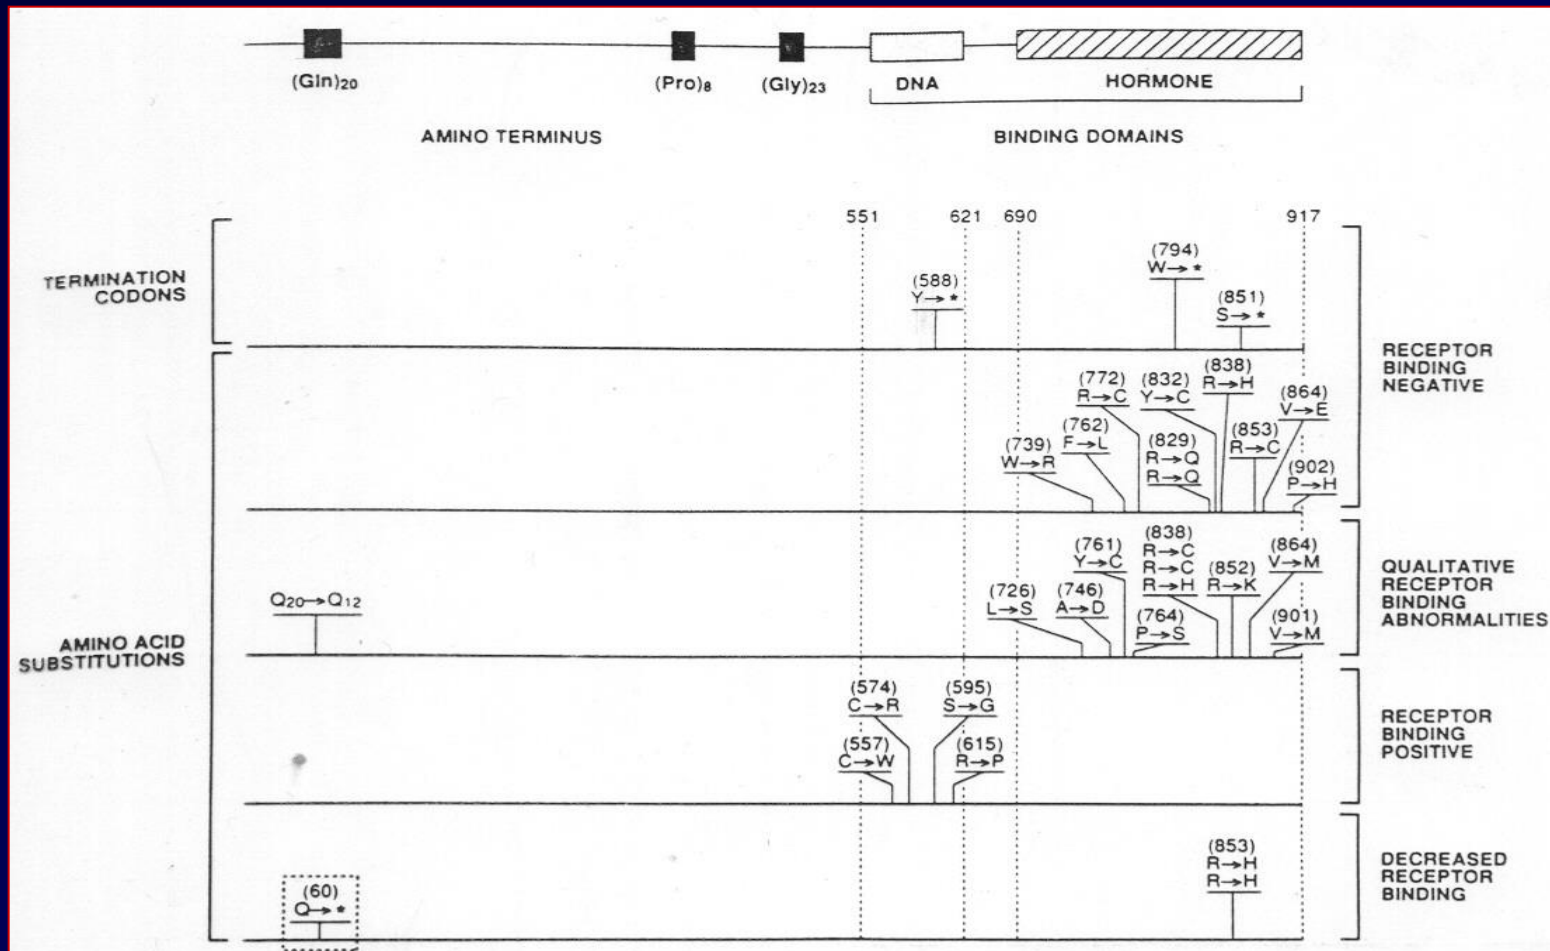 (Gln)20
(Pro)8
(Gly)23
DNA
HORMONE
AMINO TERMINUS
BINDING DOMAINS
551
621
690
917
TERMINATION
CODONS
(588)
Y→*
(794)
W→*
(851)
S→*
RECEPTOR
BINDING
NEGATIVE
(739)
W→R
(762)
F→L
(772)
R→C
(832)
Y→C
(829)
R→Q
R→Q
(838)
R→H
(853)
R→C
(864)
V→E
(902)
P→H
AMINO ACID
SUBSTITUTIONS
Q20→Q12
(726)
L→S
(746)
A→D
(761)
Y→C
(764)
P→S
(838)
R→C
R→C
R→H
(852)
R→K
(864)
V→M
(901)
V→M
QUALITATIVE
RECEPTOR
BINDING
ABNORMALITIES
(574)
C→R
(595)
S→G
(557)
C→W
(615)
R→P
RECEPTOR
BINDING
POSITIVE
(60)
Q→*
(853)
R→H
R→H
DECREASED
RECEPTOR
BINDING